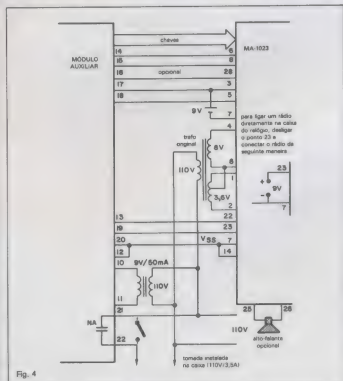 MÓDULO
AUXILIAR
MA-1023
chaves
14 6
15 8
16 opcional 28
17 3
18 5
9V
7
para ligar um rádio
diretamente na caixa
do relógio, desligar
o ponto 23 e
conectar o rádio da
seguinte maneira
trafo
original
4
6V
110V
8
1
3,6V
2
23
+
9V
-
7
13 22
19 23
20 VSS 7
12 14
10 9V/50mA
110V
11
21
NA
22
110V
25 26
alto-falante
opcional
tomada instalada
na caixa (110V/3,5A)
Fig. 4